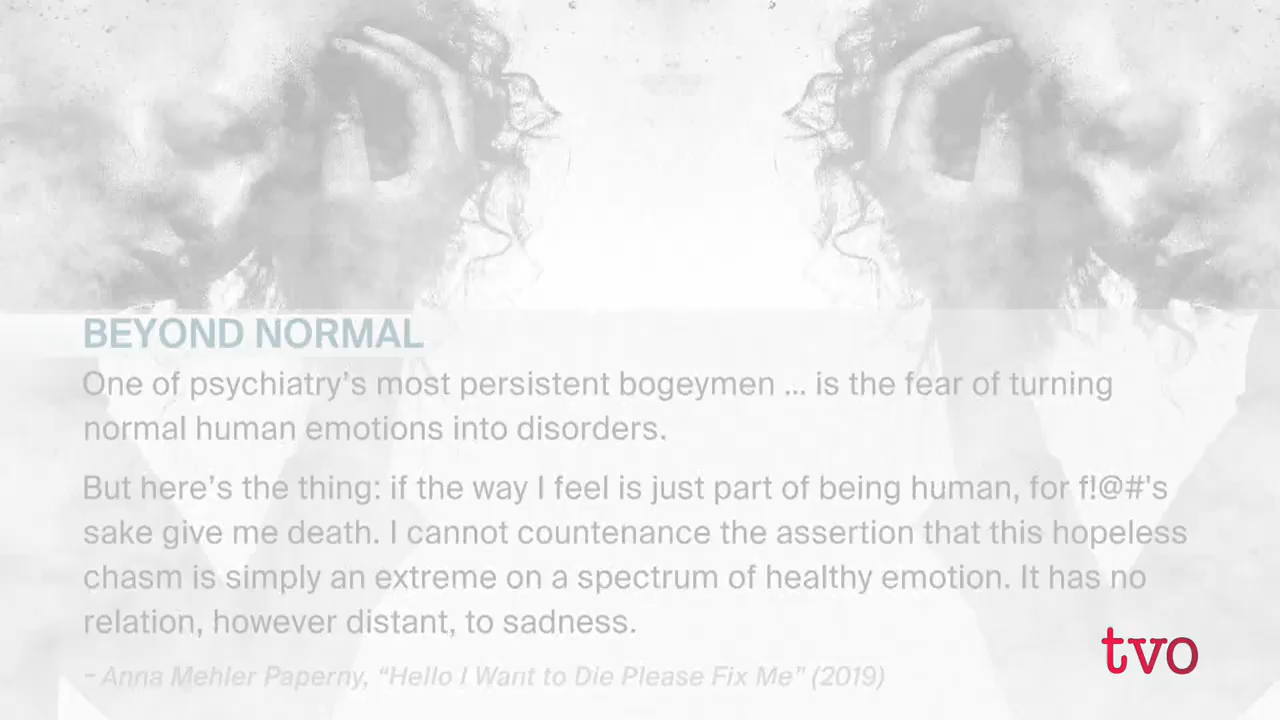 BEYOND NORMAL
One of psychiatry’s most persistent bogeymen ... is the fear of turning
normal human emotions into disorders.
But here’s the thing: if the way I feel is just part of being human, for f!@#'s
sake give me death. I cannot countenance the assertion that this hopeless
chasm is simply an extreme on a spectrum of healthy emotion. It has no
relation, however distant, to sadness.
– Anna Mehler Paperny, “Hello I Want to Die Please Fix Me” (2019)
tvo